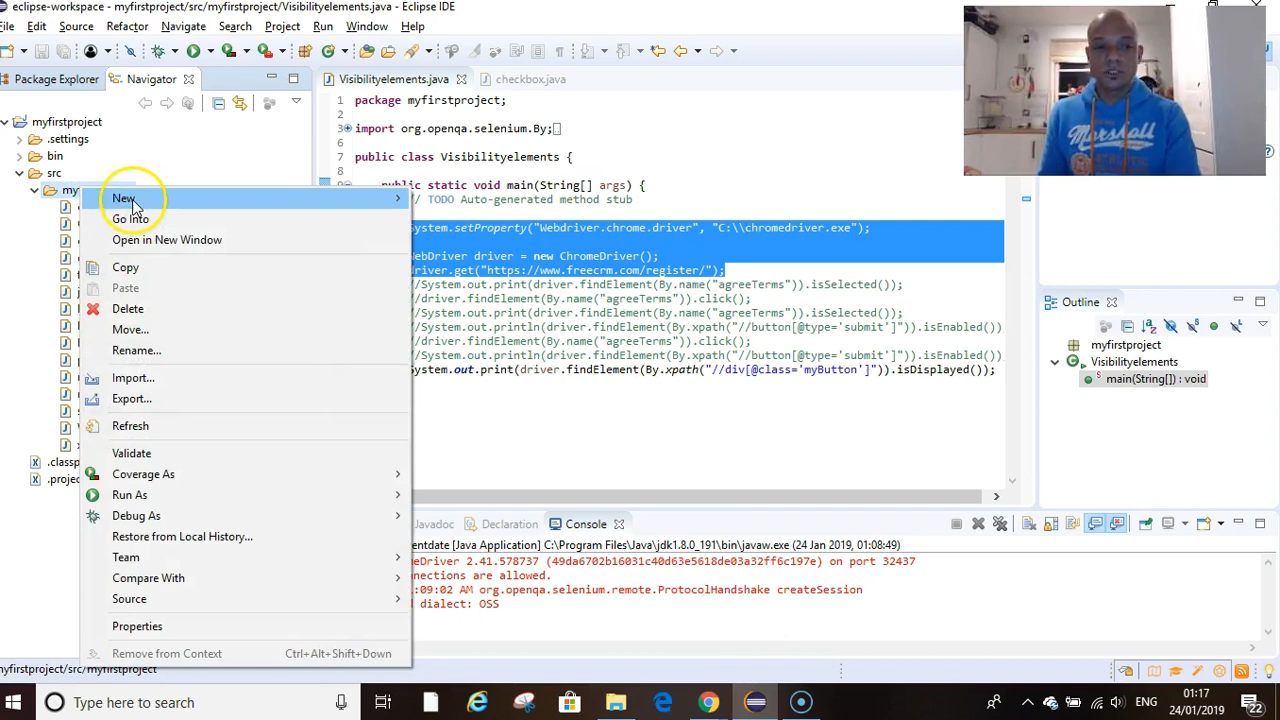 eclipse-workspace - myfirstproject/src/myfirstproject/Visibilityelements.java - Eclipse IDE
File Edit Source Refactor Navigate Search Project Run Window Help
Package Explorer Navigator Visibilityelements.java checkbox.java
myfirstproject
.settings
bin
src
my
New
Go Into
Open in New Window
Copy
Paste
Delete
Move...
Rename...
Import...
Export...
Refresh
Validate
Coverage As
Run As
Debug As
Restore from Local History...
Team
Compare With
Source
Properties
Remove from Context Ctrl+Alt+Shift+Down
.classp
.projec
1 package myfirstproject;
2
3 import org.openqa.selenium.By;
6
7 public class Visibilityelements {
8
9 public static void main(String[] args) {
// TODO Auto-generated method stub
System.setProperty("Webdriver.chrome.driver", "C:\\chromedriver.exe");
WebDriver driver = new ChromeDriver();
driver.get("https://www.freecrm.com/register/");
//System.out.print(driver.findElement(By.name("agreeTerms")).isSelected());
//driver.findElement(By.name("agreeTerms")).click();
//System.out.print(driver.findElement(By.name("agreeTerms")).isSelected());
//System.out.println(driver.findElement(By.xpath("//button[@type='submit']")).isEnabled());
//driver.findElement(By.name("agreeTerms")).click();
//System.out.println(driver.findElement(By.xpath("//button[@type='submit']")).isEnabled());
System.out.print(driver.findElement(By.xpath("//div[@class='myButton']")).isDisplayed());
Marshall
ORIGINAL
Outline
myfirstproject
Visibilityelements
main(String[]) : void
Javadoc Declaration Console
entdate [Java Application] C:\Program Files\Java\jdk1.8.0_191\bin\javaw.exe (24 Jan 2019, 01:08:49)
eDriver 2.41.578737 (49da6702b16031c40d63e5618de03a32ff6c197e) on port 32437
nnections are allowed.
1:09:02 AM org.openqa.selenium.remote.ProtocolHandshake createSession
d dialect: OSS
myfirstproject/src/myfirstproject
Type here to search
ENG
01:17
24/01/2019
22